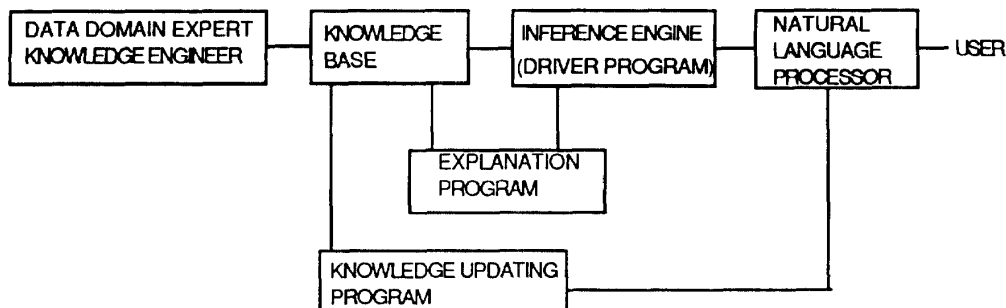 DATA DOMAIN EXPERT
KNOWLEDGE ENGINEER
KNOWLEDGE
BASE
INFERENCE ENGINE
(DRIVER PROGRAM)
NATURAL
LANGUAGE
PROCESSOR
USER
EXPLANATION
PROGRAM
KNOWLEDGE UPDATING
PROGRAM